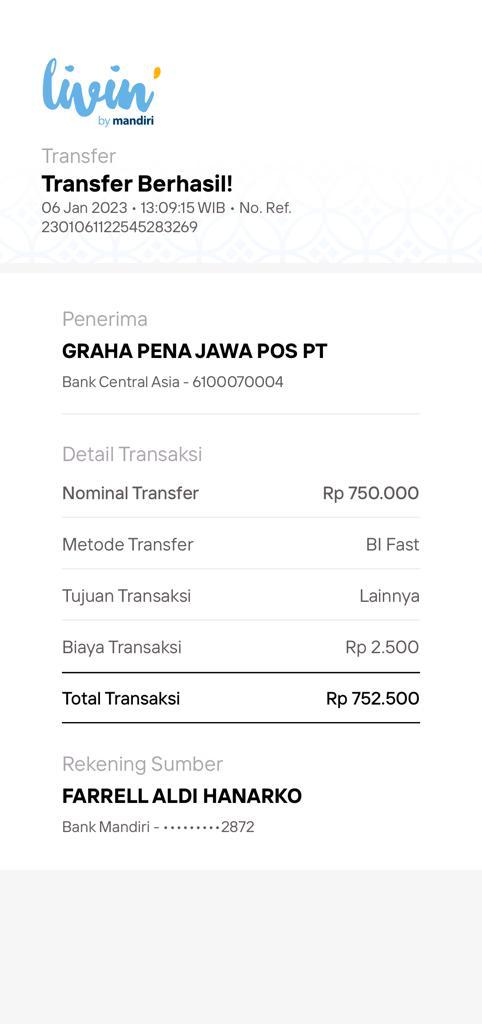 livin'
by mandiri
Transfer
Transfer Berhasil!
06 Jan 2023 • 13:09:15 WIB • No. Ref.
2301061122545283269
Penerima
GRAHA PENA JAWA POS PT
Bank Central Asia - 6100070004
Detail Transaksi
Nominal Transfer Rp 750.000
Metode Transfer BI Fast
Tujuan Transaksi Lainnya
Biaya Transaksi Rp 2.500
Total Transaksi Rp 752.500
Rekening Sumber
FARRELL ALDI HANARKO
Bank Mandiri - •••••••••2872